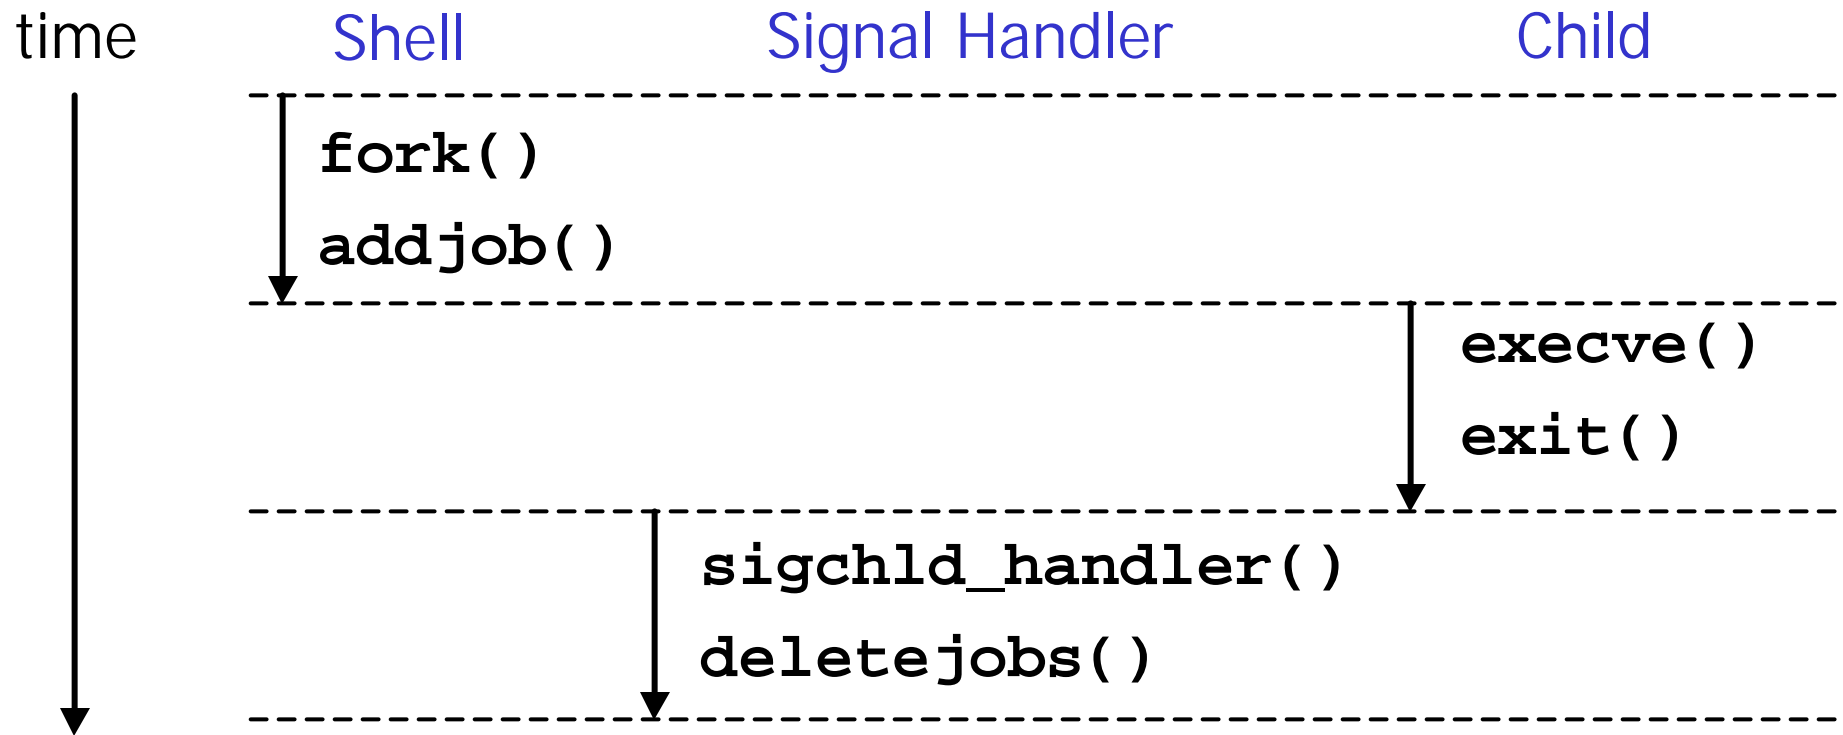 time Shell Signal Handler Child
fork()
addjob()
execve()
exit()
sigchld_handler()
deletejobs()